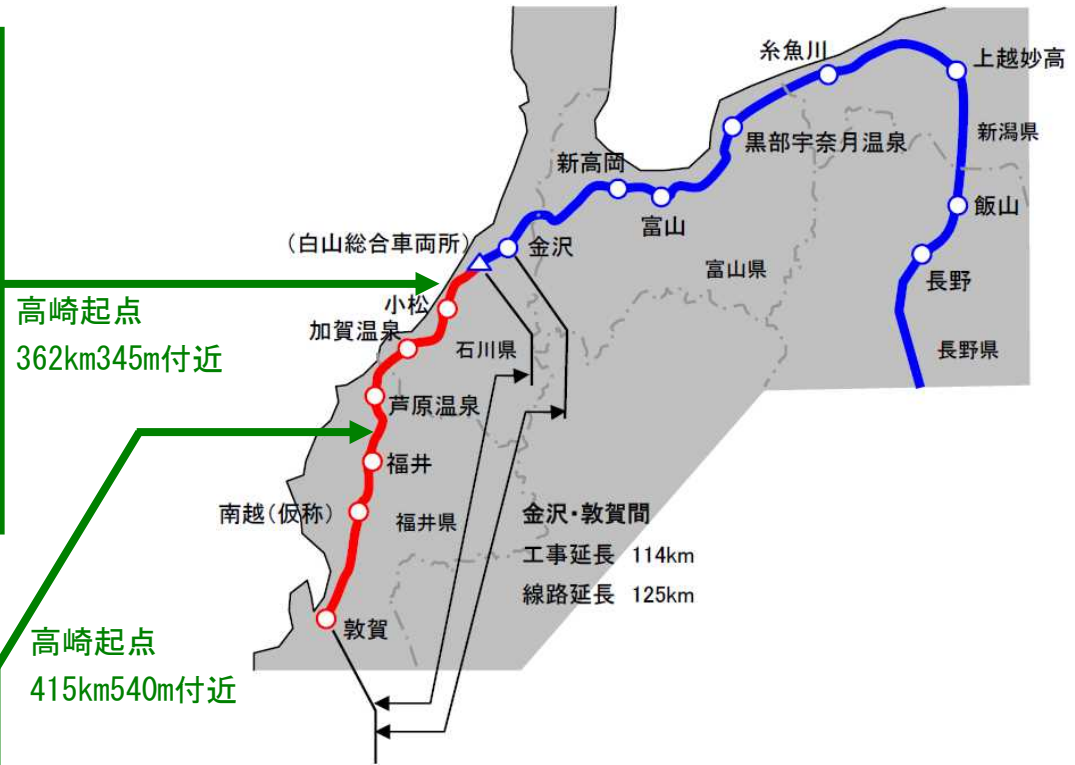 糸魚川
上越妙高
新潟県
黒部宇奈月温泉
新高岡
飯山
富山
(白山総合車両所)
金沢
富山県
長野
高崎起点
362km345m付近
小松
加賀温泉
石川県
長野県
芦原温泉
福井
南越(仮称)
福井県
金沢・敦賀間
工事延長 114km
線路延長 125km
敦賀
高崎起点
415km540m付近